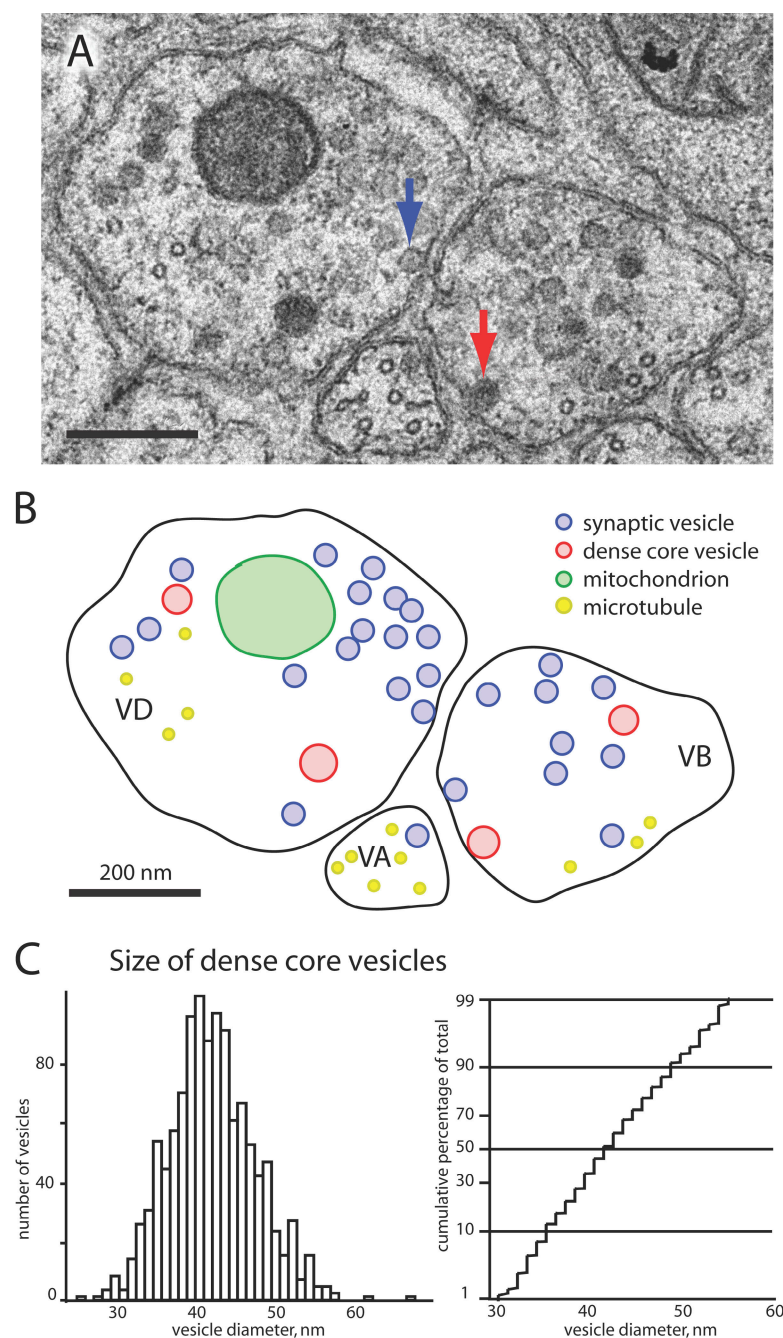 A
B
synaptic vesicle
dense core vesicle
mitochondrion
microtubule
VD
VB
VA
200 nm
C
Size of dense core vesicles
number of vesicles
80
40
0
30 40 50 60
vesicle diameter, nm
cumulative percentage of total
99
90
70
50
30
10
1
30 40 50 60
vesicle diameter, nm